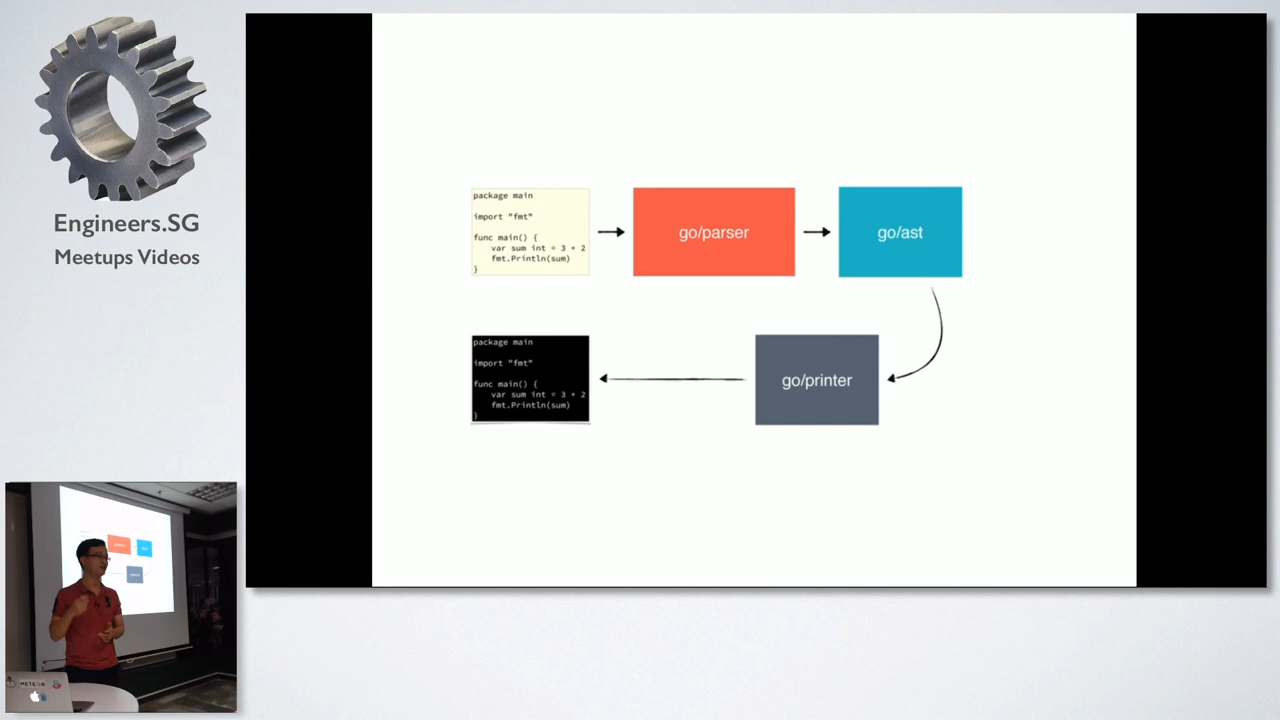 Engineers.SG
Meetups Videos
package main
import "fmt"
func main() {
var sum int = 3 + 2
fmt.Println(sum)
}
go/parser
go/ast
package main
import "fmt"
func main() {
var sum int = 3 + 2
fmt.Println(sum)
}
go/printer
METEOR